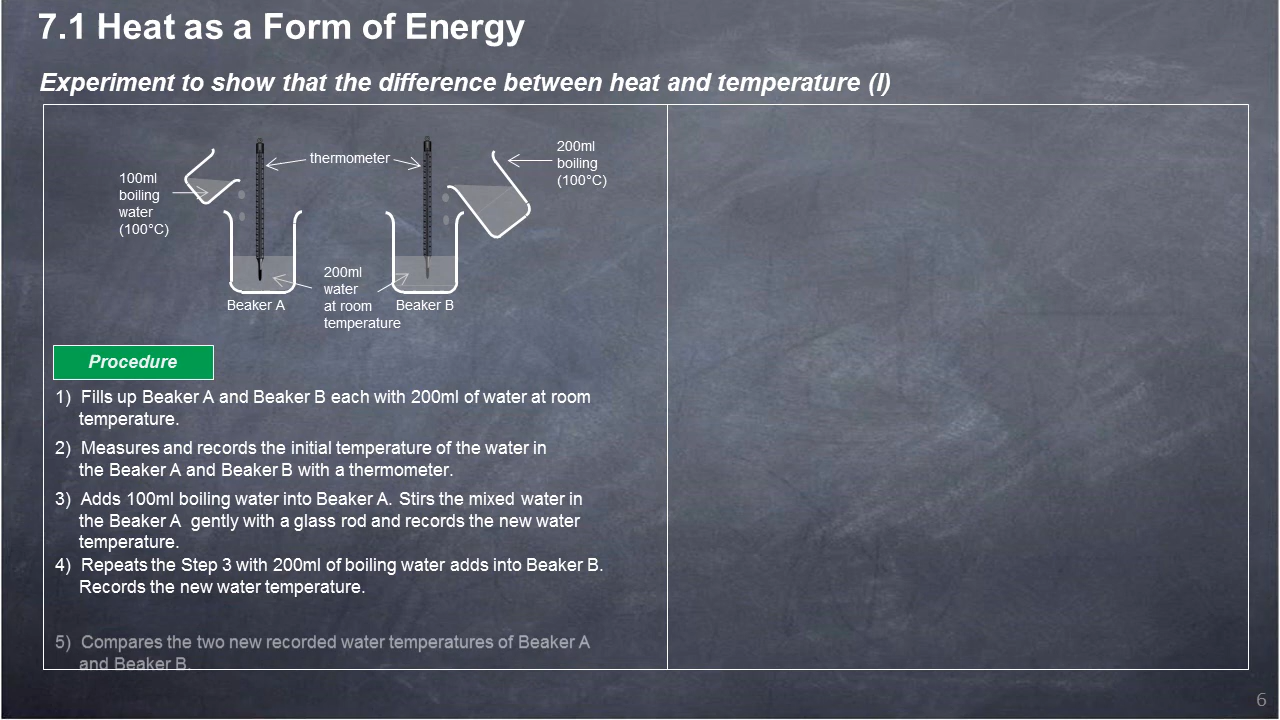 7.1 Heat as a Form of Energy
Experiment to show that the difference between heat and temperature (I)
thermometer
200ml
boiling
(100°C)
100ml
boiling
water
(100°C)
200ml
water
at room
temperature
Beaker A
Beaker B
Procedure
1) Fills up Beaker A and Beaker B each with 200ml of water at room
temperature.
2) Measures and records the initial temperature of the water in
the Beaker A and Beaker B with a thermometer.
3) Adds 100ml boiling water into Beaker A. Stirs the mixed water in
the Beaker A gently with a glass rod and records the new water
temperature.
4) Repeats the Step 3 with 200ml of boiling water adds into Beaker B.
Records the new water temperature.
5) Compares the two new recorded water temperatures of Beaker A
and Beaker B.
6